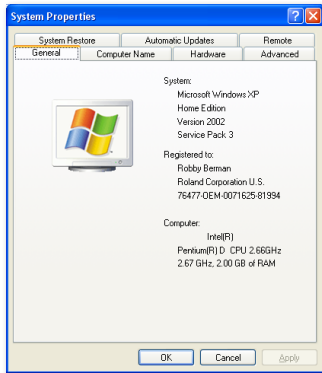 System Properties
System Restore Automatic Updates Remote
General Computer Name Hardware Advanced
System:
Microsoft Windows XP
Home Edition
Version 2002
Service Pack 3
Registered to:
Robby Berman
Roland Corporation U.S.
76477-OEM-0071625-81994
Computer:
Intel(R)
Pentium(R) D CPU 2.66GHz
2.67 GHz, 2.00 GB of RAM
OK Cancel Apply